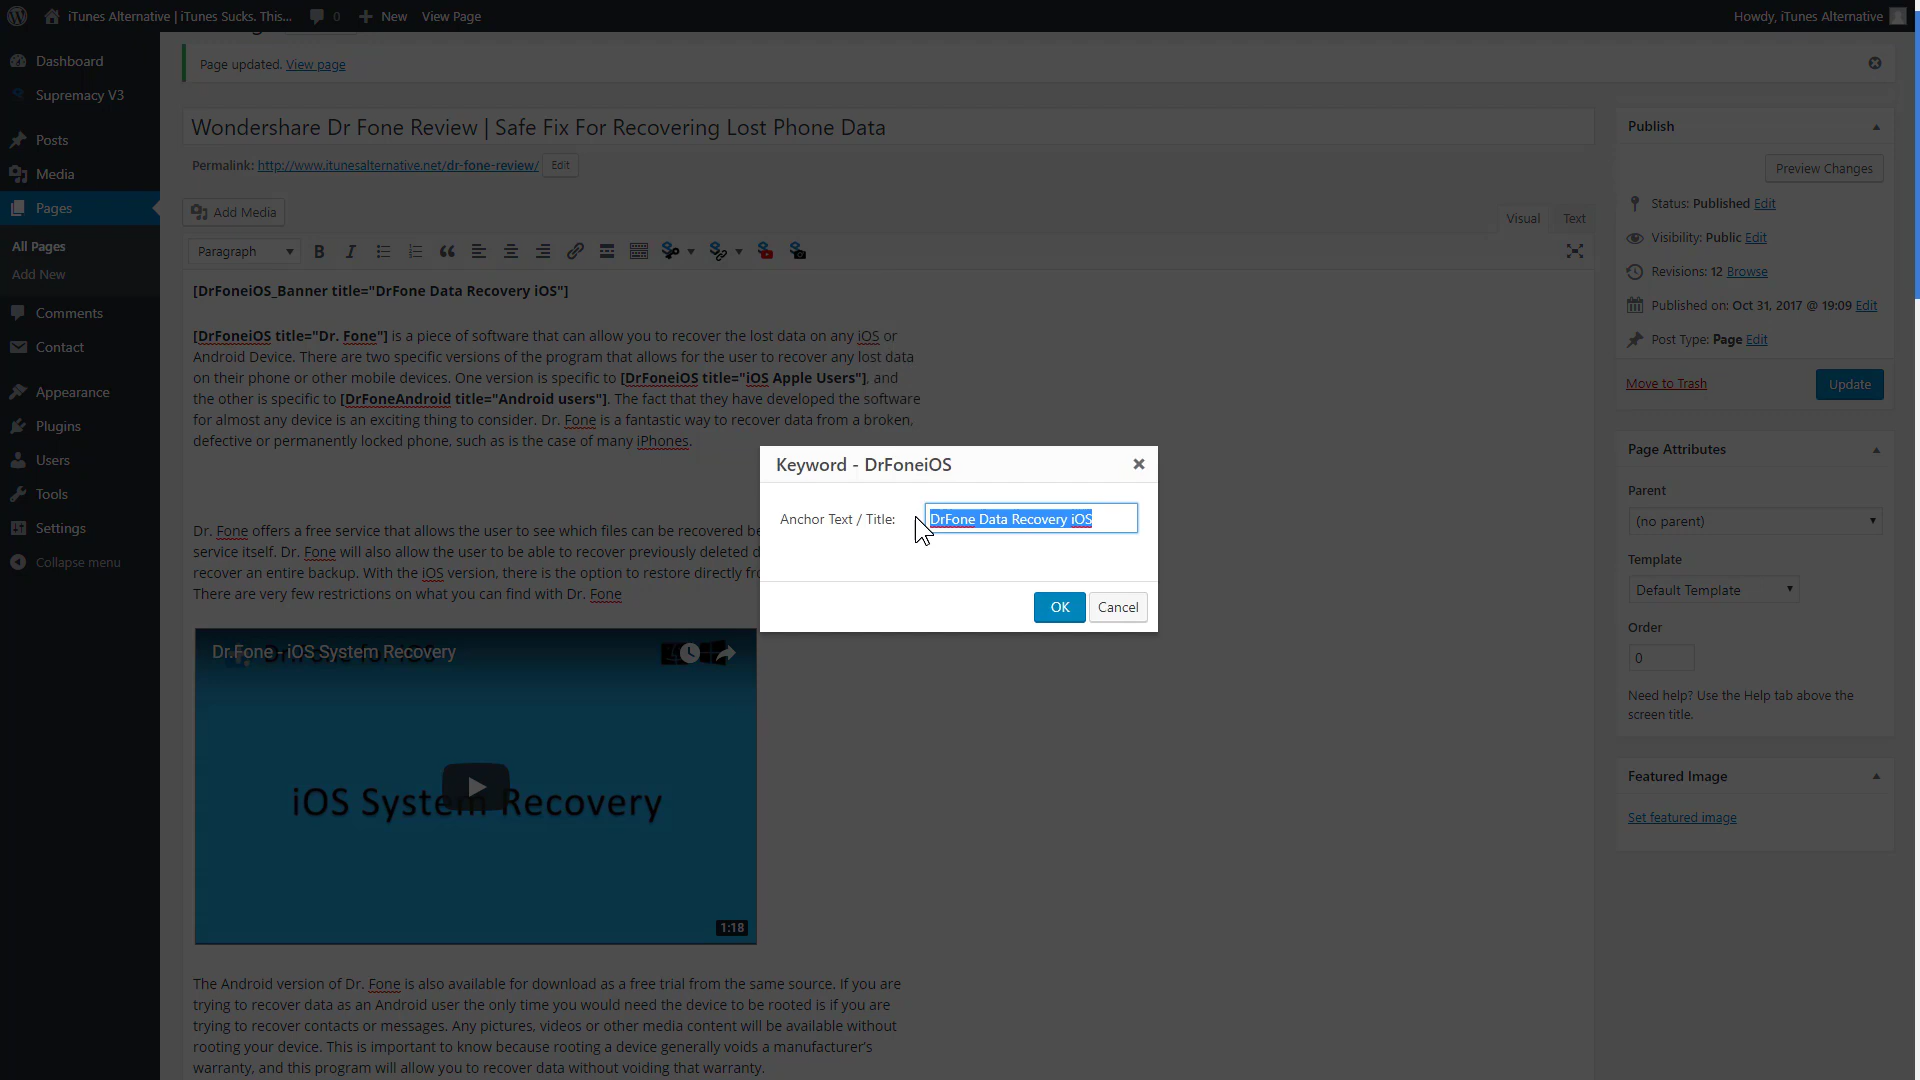 iTunes Alternative | iTunes Sucks. This...
0
New
View Page
Howdy, iTunes Alternative
Dashboard
Supremacy V3
Posts
Media
Pages
All Pages
Add New
Comments
Contact
Appearance
Plugins
Users
Tools
Settings
Collapse menu
Page updated. View page
Wondershare Dr Fone Review | Safe Fix For Recovering Lost Phone Data
Permalink: http://www.itunesalternative.net/dr-fone-review/ Edit
Add Media
Visual
Text
Paragraph
[DrFoneiOS_Banner title="DrFone Data Recovery iOS"]
[DrFoneiOS title="Dr. Fone"] is a piece of software that can allow you to recover the lost data on any iOS or
Android Device. There are two specific versions of the program that allows for the user to recover any lost data
on their phone or other mobile devices. One version is specific to [DrFoneiOS title="iOS Apple Users"], and
the other is specific to [DrFoneAndroid title="Android users"]. The fact that they have developed the software
for almost any device is an exciting thing to consider. Dr. Fone is a fantastic way to recover data from a broken,
defective or permanently locked phone, such as is the case of many iPhones.
Dr. Fone offers a free service that allows the user to see which files can be recovered be
service itself. Dr. Fone will also allow the user to be able to recover previously deleted d
recover an entire backup. With the iOS version, there is the option to restore directly fro
There are very few restrictions on what you can find with Dr. Fone
Dr.Fone - iOS System Recovery
iOS System Recovery
1:18
The Android version of Dr. Fone is also available for download as a free trial from the same source. If you are
trying to recover data as an Android user the only time you would need the device to be rooted is if you are
trying to recover contacts or messages. Any pictures, videos or other media content will be available without
rooting your device. This is important to know because rooting a device generally voids a manufacturer's
warranty, and this program will allow you to recover data without voiding that warranty.
Keyword - DrFoneiOS
Anchor Text / Title:
DrFone Data Recovery iOS
OK
Cancel
Publish
Preview Changes
Status: Published Edit
Visibility: Public Edit
Revisions: 12 Browse
Published on: Oct 31, 2017 @ 19:09 Edit
Post Type: Page Edit
Move to Trash
Update
Page Attributes
Parent
(no parent)
Template
Default Template
Order
0
Need help? Use the Help tab above the
screen title.
Featured Image
Set featured image